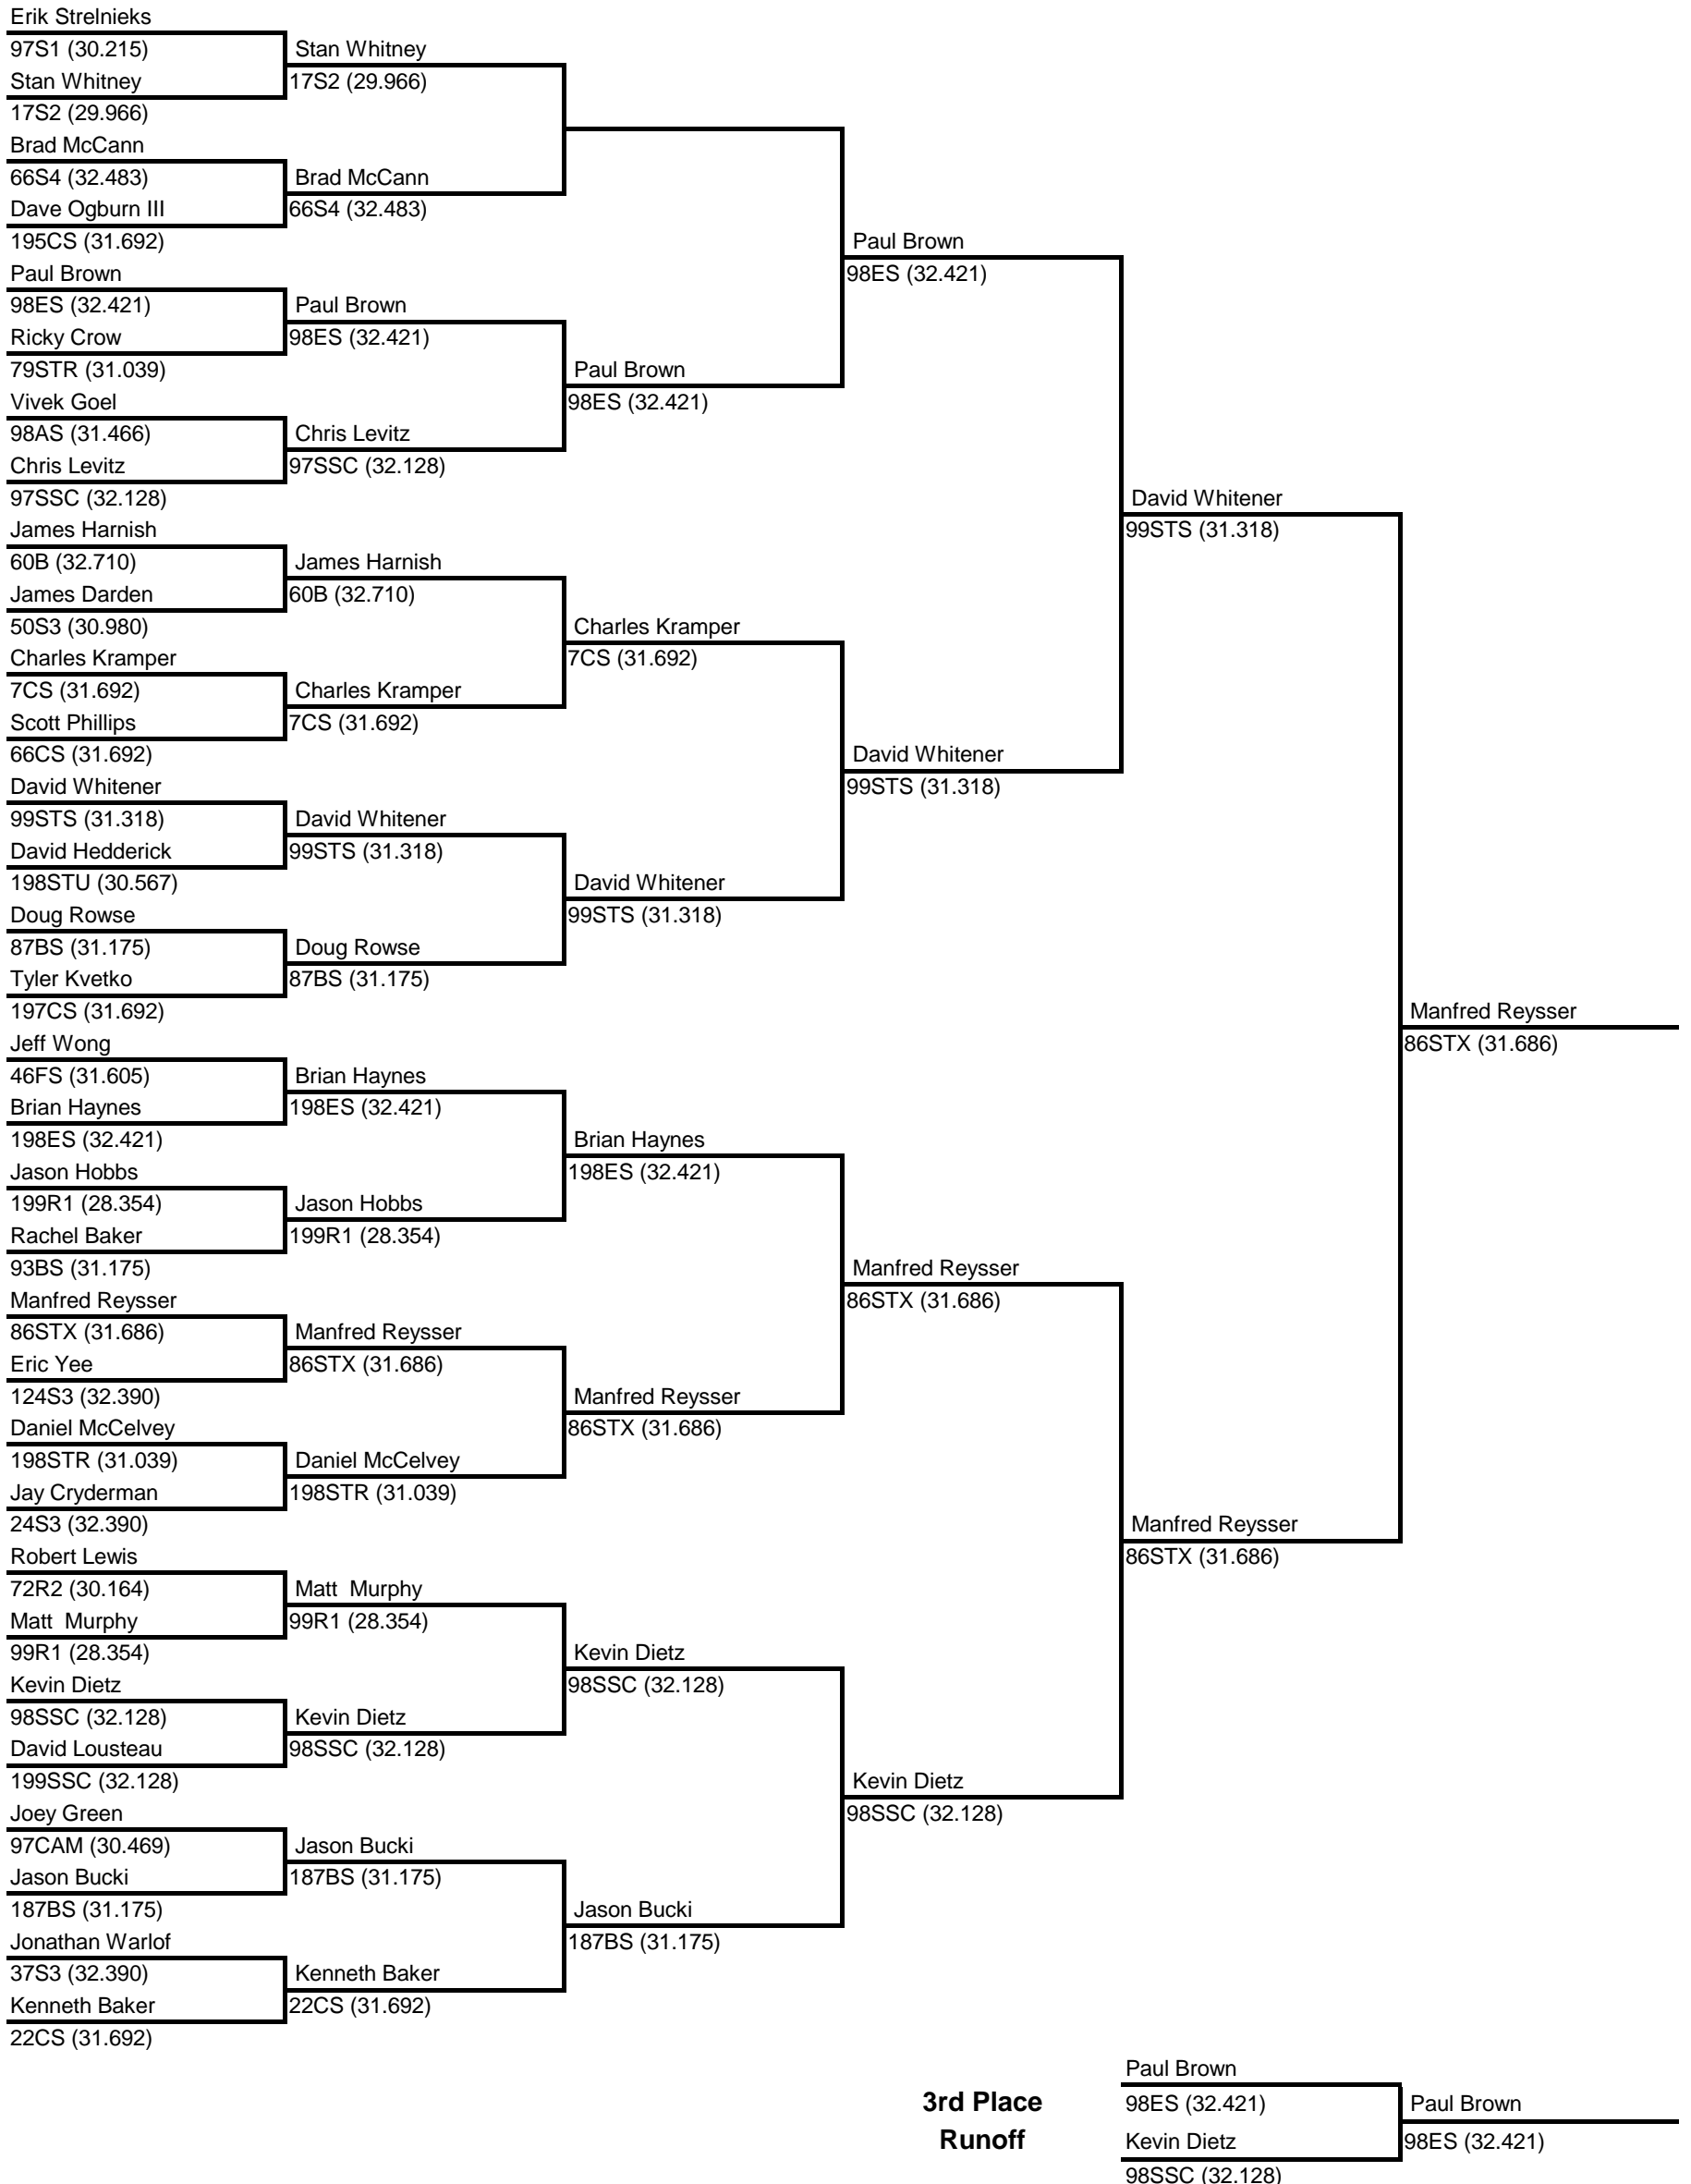 Erik Strelnieks
97S1 (30.215)
Stan Whitney
17S2 (29.966)
Brad McCann
66S4 (32.483)
Dave Ogburn III
195CS (31.692)
Paul Brown
98ES (32.421)
Ricky Crow
79STR (31.039)
Vivek Goel
98AS (31.466)
Chris Levitz
97SSC (32.128)
James Harnish
60B (32.710)
James Darden
50S3 (30.980)
Charles Kramper
7CS (31.692)
Scott Phillips
66CS (31.692)
David Whitener
99STS (31.318)
David Hedderick
198STU (30.567)
Doug Rowse
87BS (31.175)
Tyler Kvetko
197CS (31.692)
Jeff Wong
46FS (31.605)
Brian Haynes
198ES (32.421)
Jason Hobbs
199R1 (28.354)
Rachel Baker
93BS (31.175)
Manfred Reysser
86STX (31.686)
Eric Yee
124S3 (32.390)
Daniel McCelvey
198STR (31.039)
Jay Cryderman
24S3 (32.390)
Robert Lewis
72R2 (30.164)
Matt  Murphy
99R1 (28.354)
Kevin Dietz
98SSC (32.128)
David Lousteau
199SSC (32.128)
Joey Green
97CAM (30.469)
Jason Bucki
187BS (31.175)
Jonathan Warlof
37S3 (32.390)
Kenneth Baker
22CS (31.692)
Stan Whitney
17S2 (29.966)
Brad McCann
66S4 (32.483)
Paul Brown
98ES (32.421)
Chris Levitz
97SSC (32.128)
James Harnish
60B (32.710)
Charles Kramper
7CS (31.692)
David Whitener
99STS (31.318)
Doug Rowse
87BS (31.175)
Brian Haynes
198ES (32.421)
Jason Hobbs
199R1 (28.354)
Manfred Reysser
86STX (31.686)
Daniel McCelvey
198STR (31.039)
Matt  Murphy
99R1 (28.354)
Kevin Dietz
98SSC (32.128)
Jason Bucki
187BS (31.175)
Kenneth Baker
22CS (31.692)
Paul Brown
98ES (32.421)
Charles Kramper
7CS (31.692)
David Whitener
99STS (31.318)
Brian Haynes
198ES (32.421)
Manfred Reysser
86STX (31.686)
Kevin Dietz
98SSC (32.128)
Jason Bucki
187BS (31.175)
Paul Brown
98ES (32.421)
David Whitener
99STS (31.318)
Manfred Reysser
86STX (31.686)
Kevin Dietz
98SSC (32.128)
David Whitener
99STS (31.318)
Manfred Reysser
86STX (31.686)
Manfred Reysser
86STX (31.686)
3rd Place
Runoff
Paul Brown
98ES (32.421)
Kevin Dietz
98SSC (32.128)
Paul Brown
98ES (32.421)